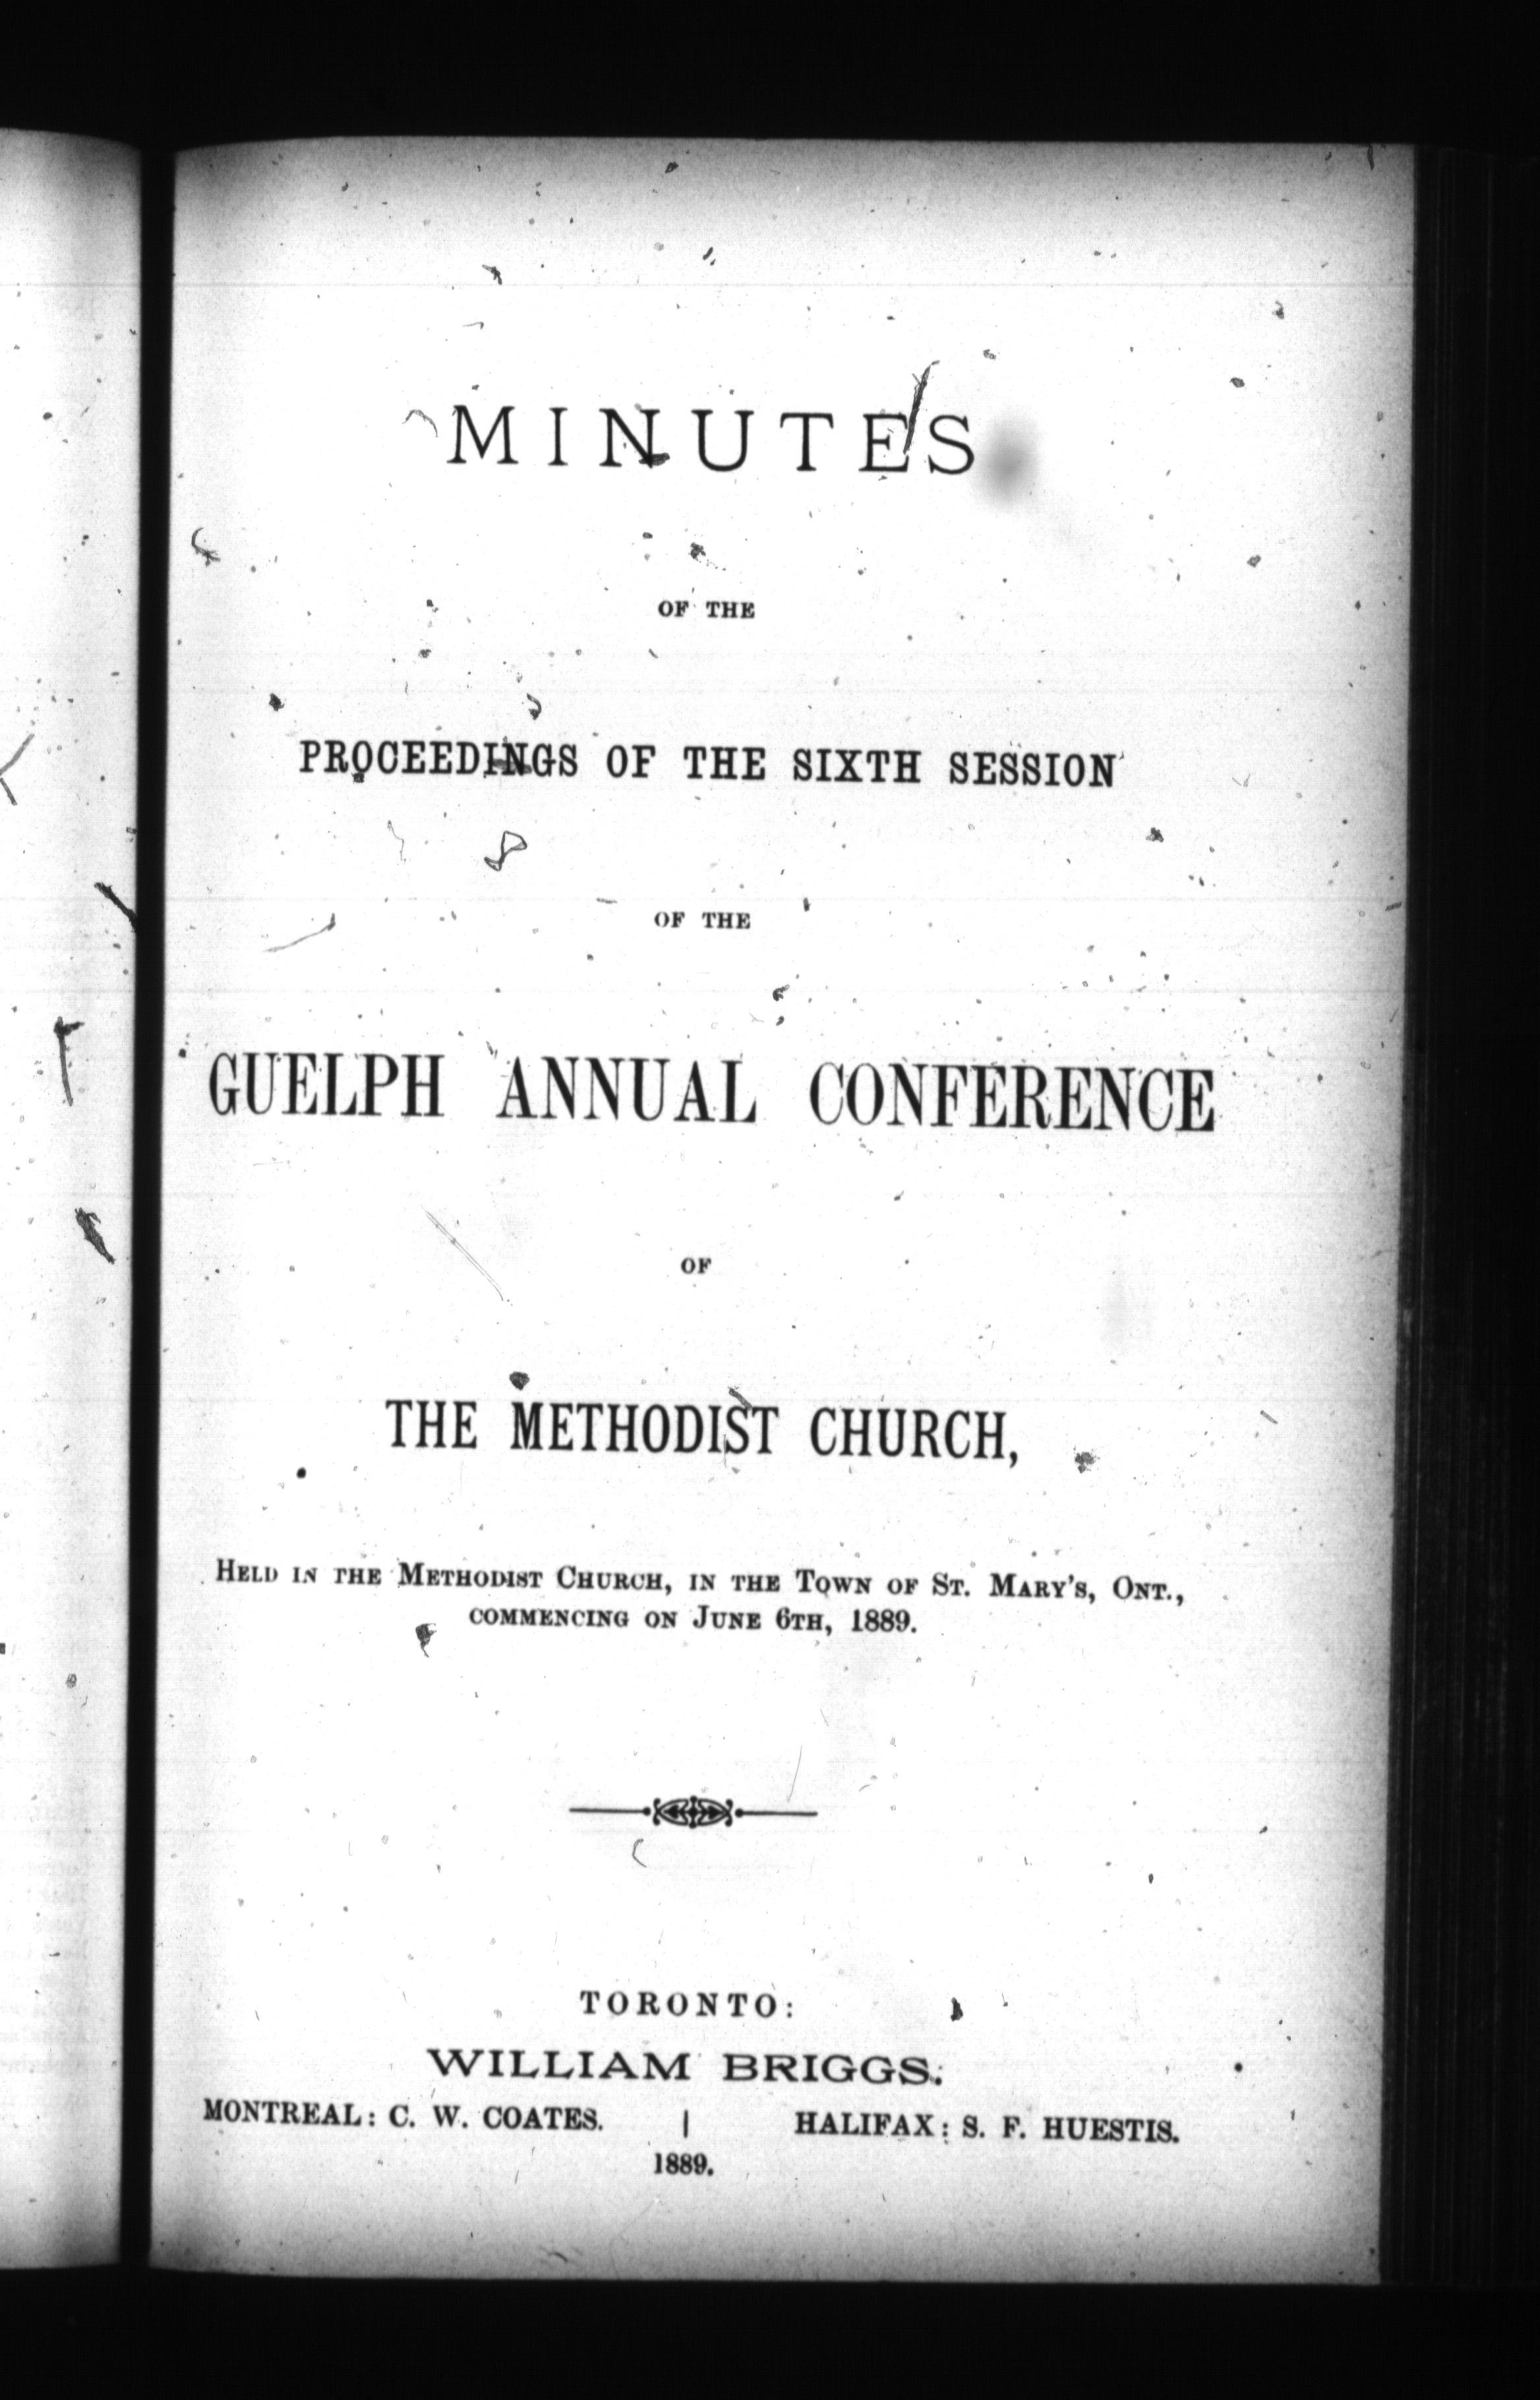 MINUTES
OF THE
PROCEEDINGS OF THE SIXTH SESSION
OF THE
GUELPH ANNUAL CONFERENCE
OF
THE METHODIST CHURCH,
HELD IN THE METHODIST CHURCH, IN THE TOWN OF ST. MARY'S, ONT.,
COMMENCING ON JUNE 6TH, 1889.
TORONTO:
WILLIAM BRIGGS.
MONTREAL: C. W. COATES. | HALIFAX: S. F. HUESTIS.
1889.